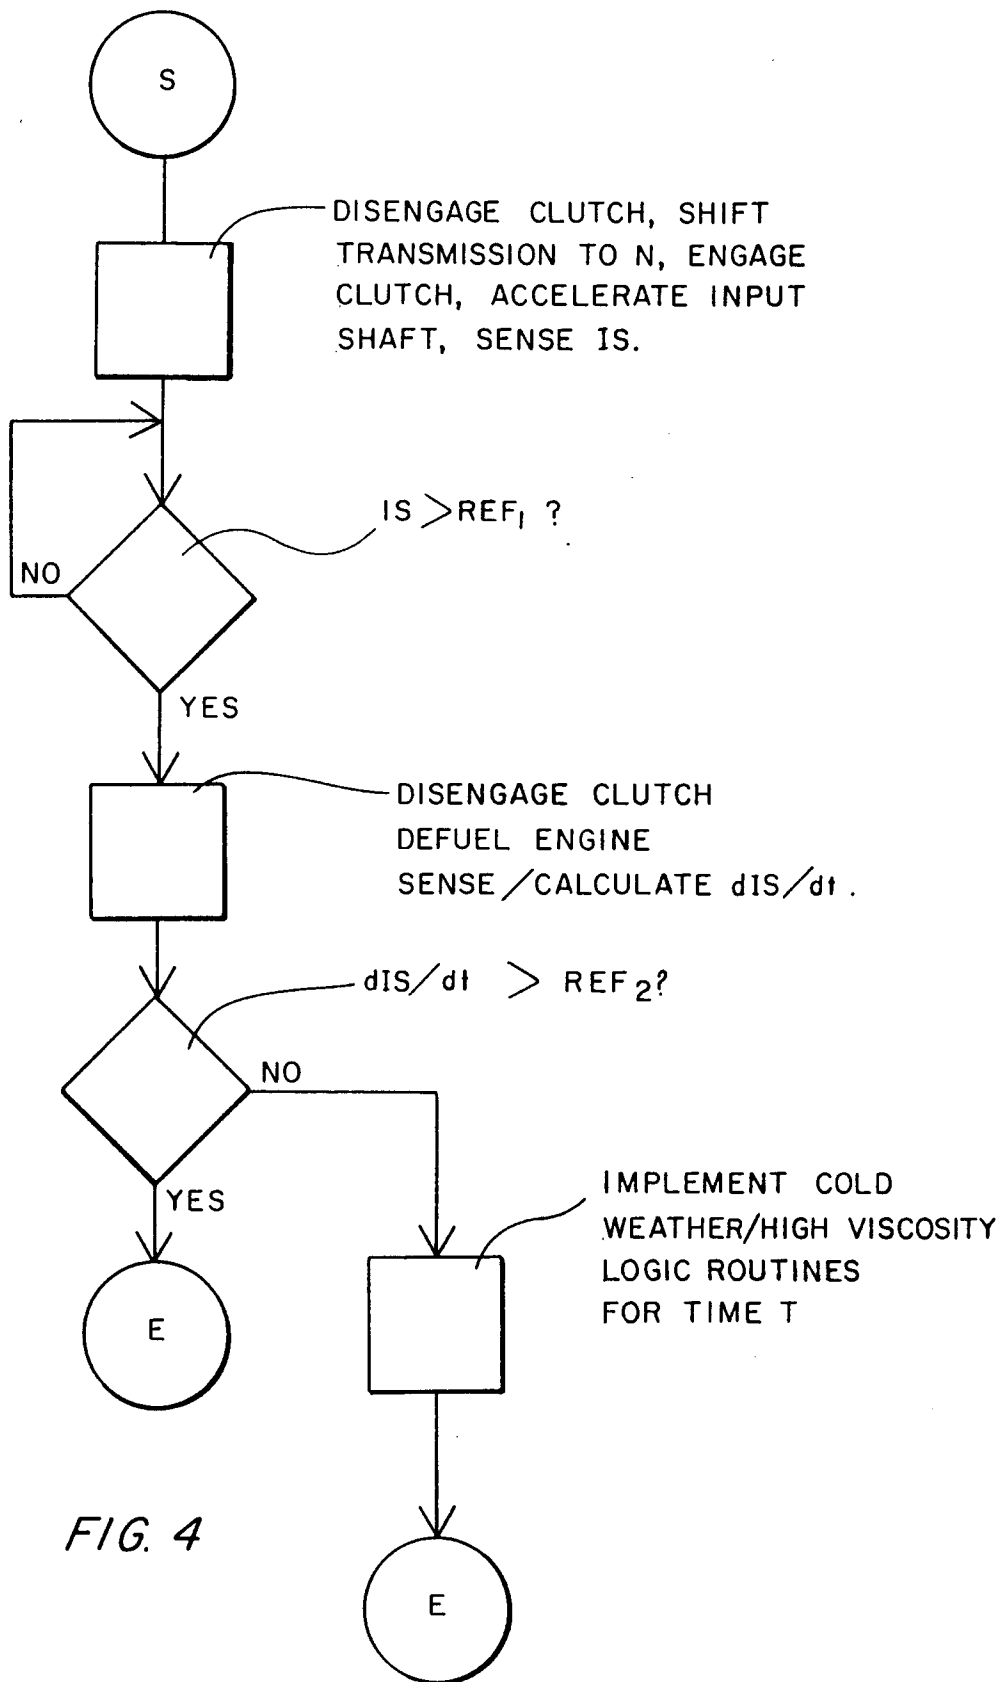 S
DISENGAGE CLUTCH, SHIFT
TRANSMISSION TO N, ENGAGE
CLUTCH, ACCELERATE INPUT
SHAFT, SENSE IS.
IS >REF₁ ?
NO
YES
DISENGAGE CLUTCH
DEFUEL ENGINE
SENSE/CALCULATE dIS/dt.
dIS/dt > REF₂?
NO
YES
IMPLEMENT COLD
WEATHER/HIGH VISCOSITY
LOGIC ROUTINES
FOR TIME T
E
E
FIG. 4